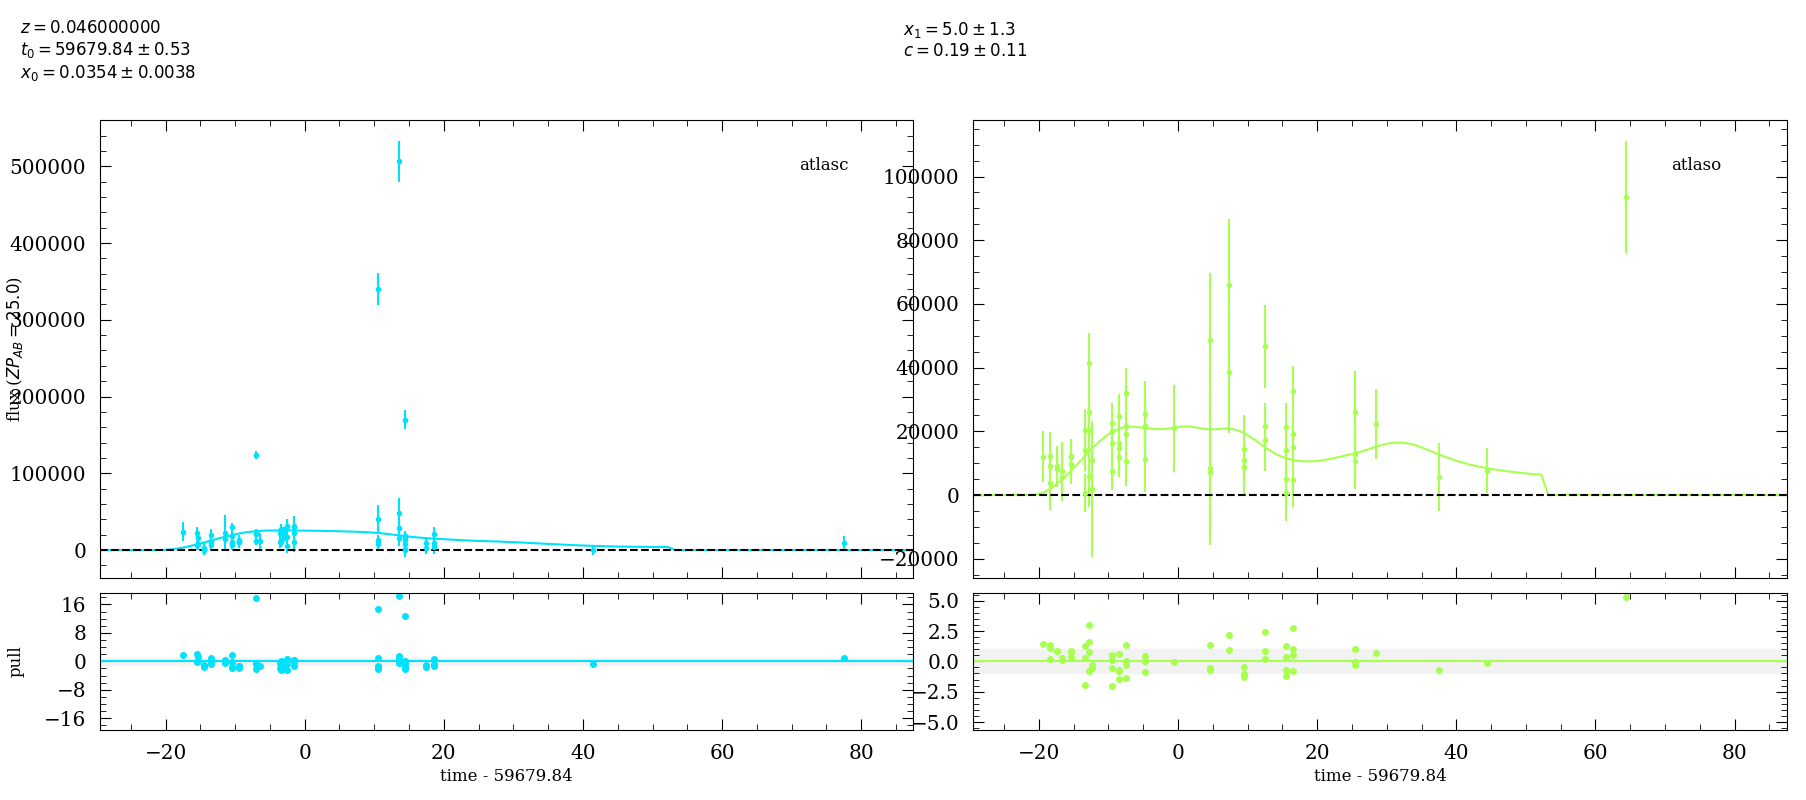 z = 0.046000000
t₀ = 59679.84 ± 0.53
x₀ = 0.0354 ± 0.0038
x₁ = 5.0 ± 1.3
c = 0.19 ± 0.11
atlasc
500000
400000
300000
200000
100000
0
flux (ZP_AB = 25.0)
atlaso
100000
80000
60000
40000
20000
0
−20000
16
8
0
−8
−16
pull
−20 0 20 40 60 80
time - 59679.84
5.0
2.5
0.0
−2.5
−5.0
−20 0 20 40 60 80
time - 59679.84